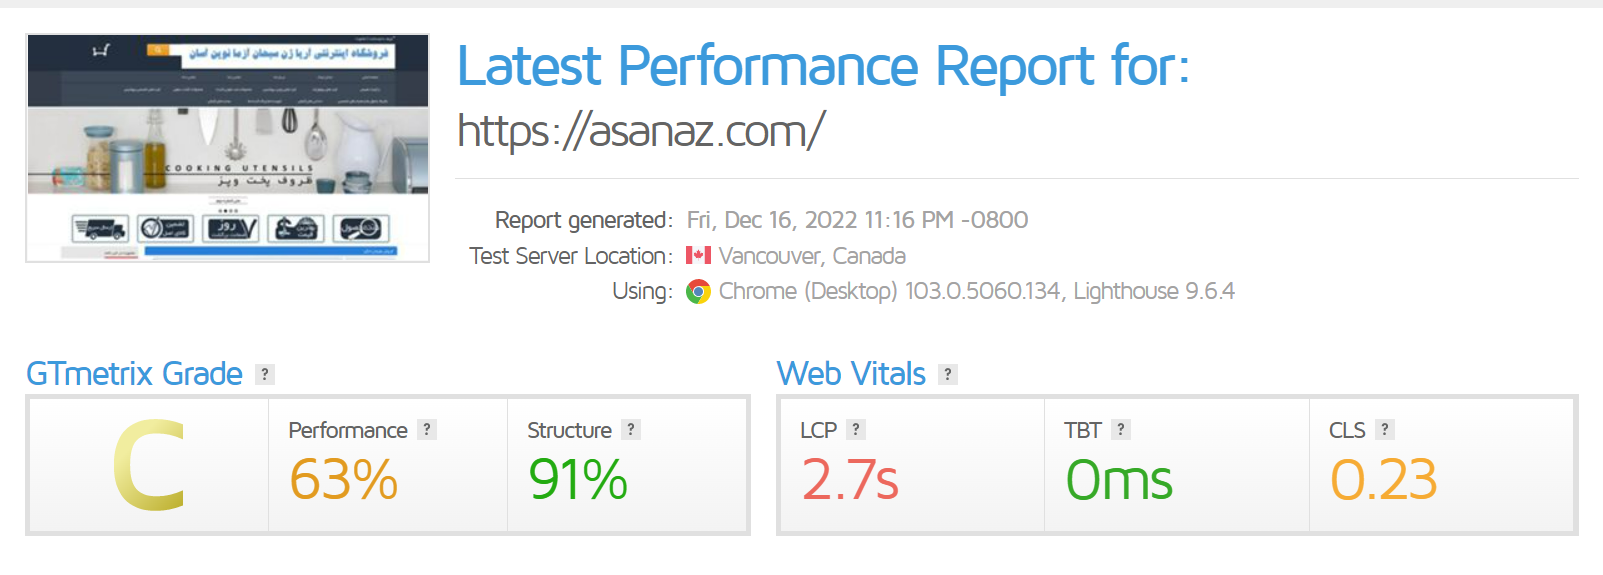 فروشگاه اینترنتی آریا زن سبحان آزما نوین آسان
COOKING UTENSILS
ظروف پخت وپز
روز
Latest Performance Report for:
https://asanaz.com/
Report generated: Fri, Dec 16, 2022 11:16 PM -0800
Test Server Location: Vancouver, Canada
Using: Chrome (Desktop) 103.0.5060.134, Lighthouse 9.6.4
GTmetrix Grade ?
C
Performance ?
63%
Structure ?
91%
Web Vitals ?
LCP ?
2.7s
TBT ?
0ms
CLS ?
0.23